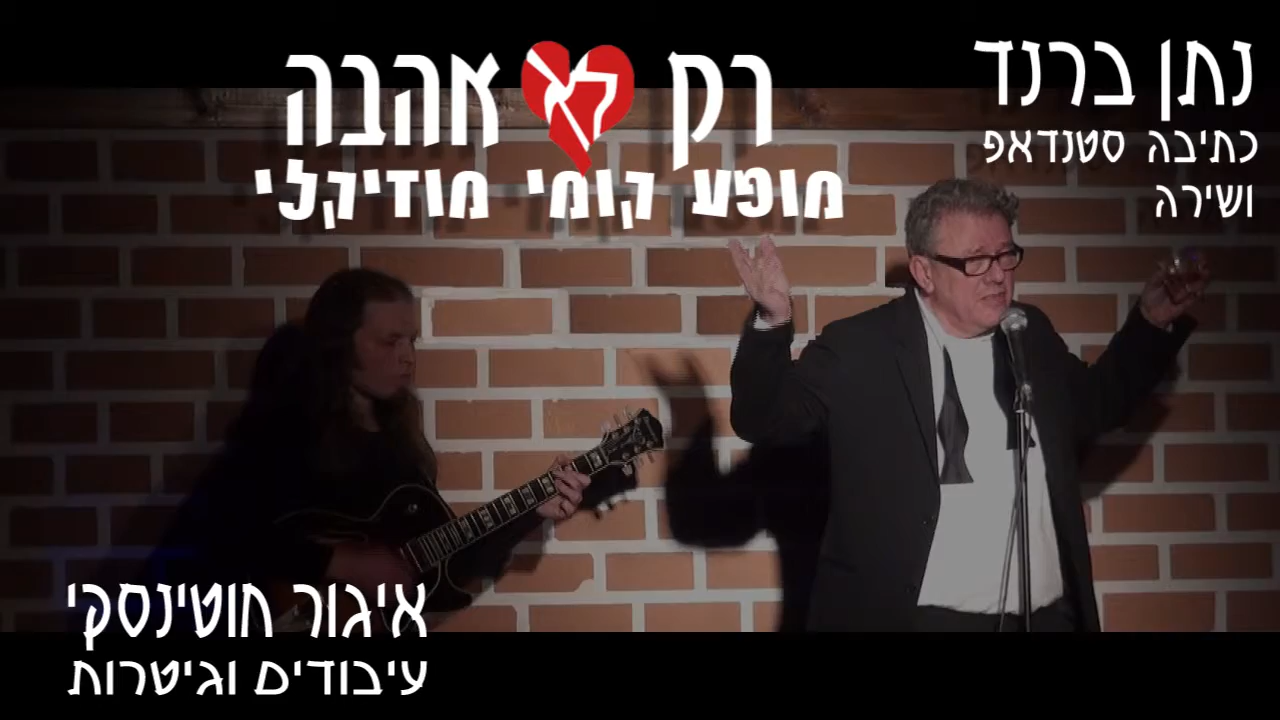 רק לא אהבה
מופע קומי מוזיקלי
נתן ברנד
כתיבה סטנדאפ
ושירה
איגור חוטינסקי
עיבודים וגיטרות